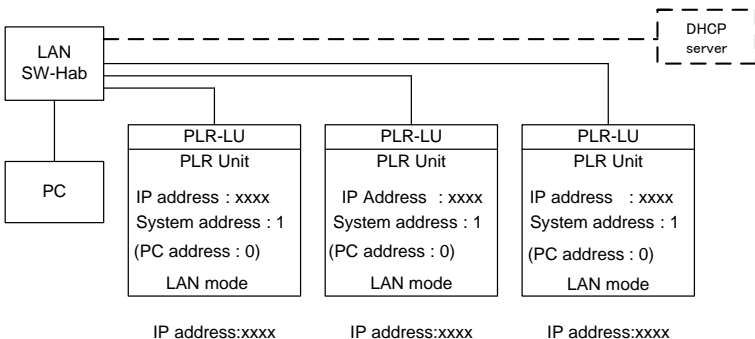 DHCP
server
LAN
SW-Hab
PC
PLR-LU
PLR Unit
IP address : xxxx
System address : 1
(PC address : 0)
LAN mode
IP address:xxxx
PLR-LU
PLR Unit
IP Address : xxxx
System address : 1
(PC address : 0)
LAN mode
IP address:xxxx
PLR-LU
PLR Unit
IP address : xxxx
System address : 1
(PC address : 0)
LAN mode
IP address:xxxx